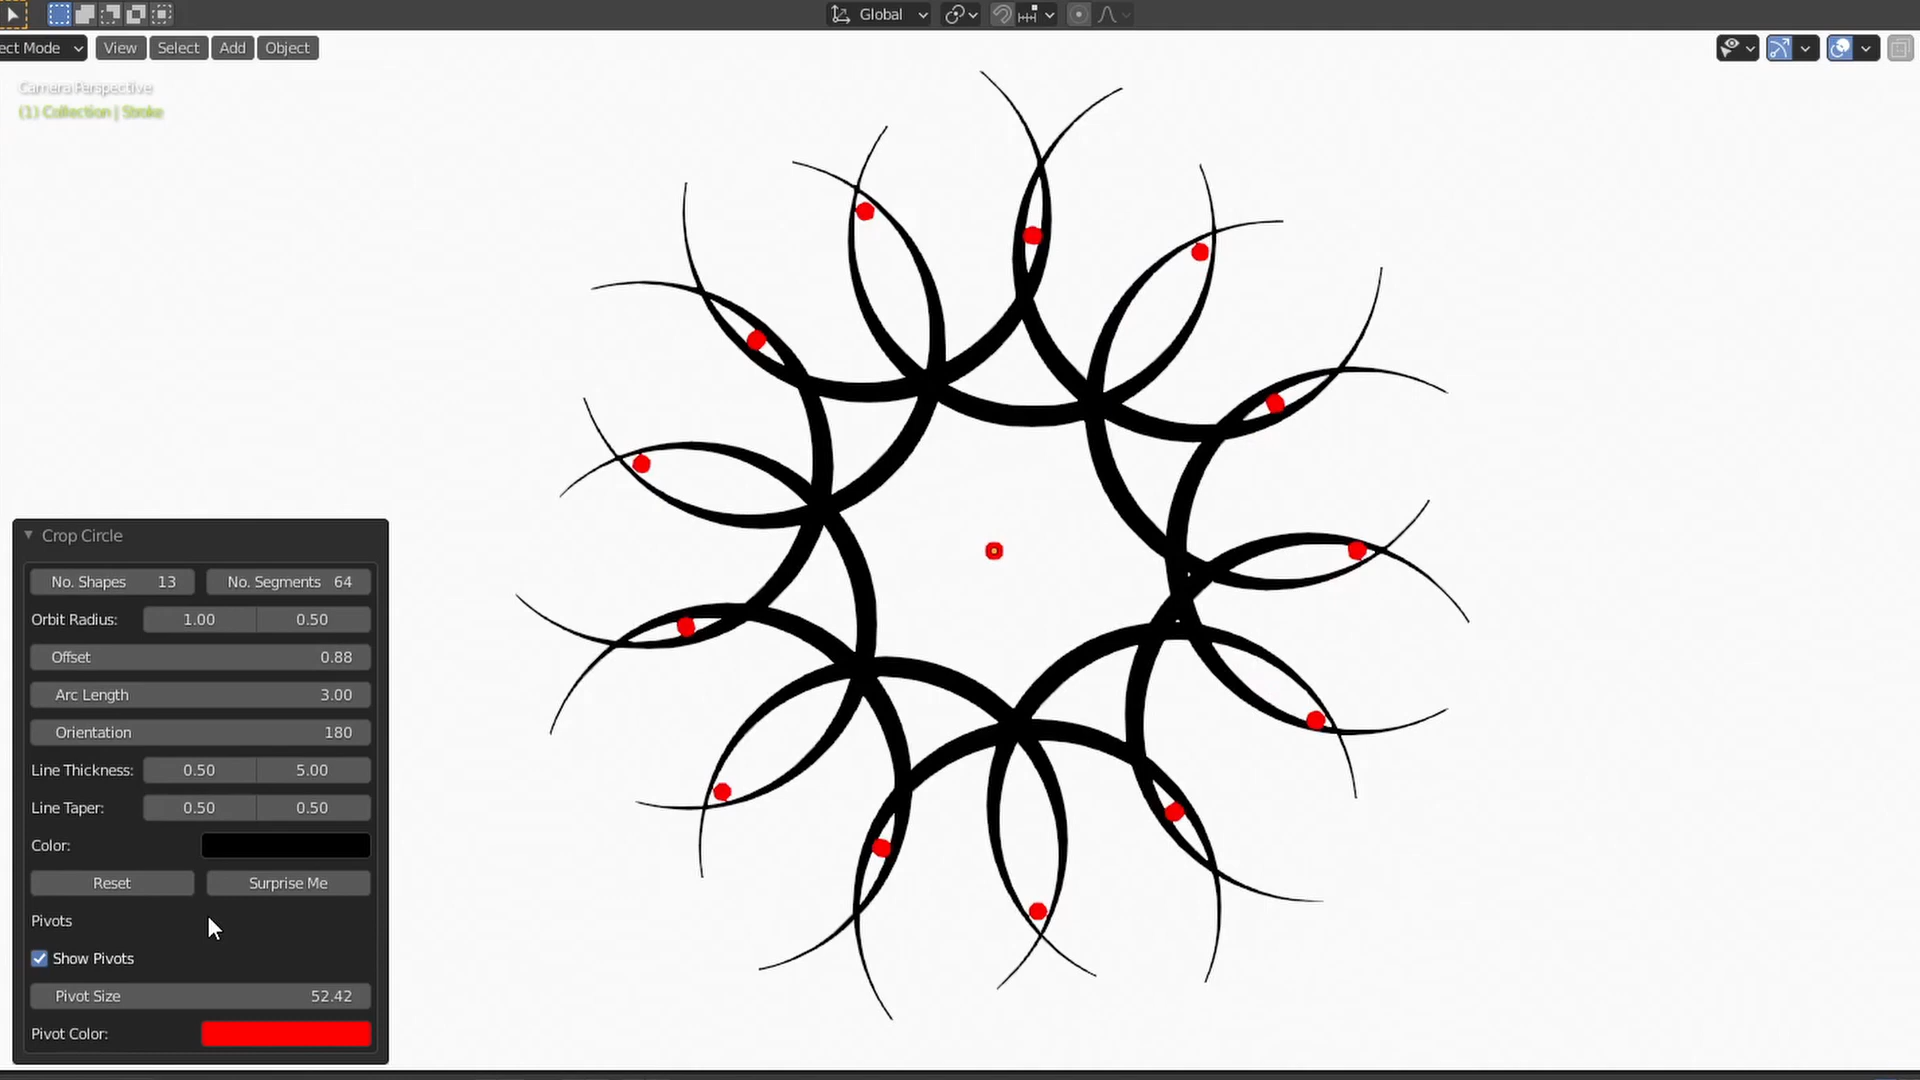 Global
ect Mode
View
Select
Add
Object
Camera Perspective
(1) Collection | Stroke
Crop Circle
No. Shapes 13
No. Segments 64
Orbit Radius: 1.00 0.50
Offset 0.88
Arc Length 3.00
Orientation 180
Line Thickness: 0.50 5.00
Line Taper: 0.50 0.50
Color:
Reset
Surprise Me
Pivots
Show Pivots
Pivot Size 52.42
Pivot Color: